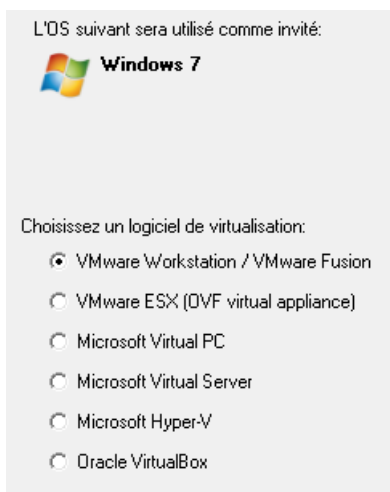 L'OS suivant sera utilisé comme invité:
Windows 7
Choisissez un logiciel de virtualisation:
VMware Workstation / VMware Fusion
VMware ESX (OVF virtual appliance)
Microsoft Virtual PC
Microsoft Virtual Server
Microsoft Hyper-V
Oracle VirtualBox